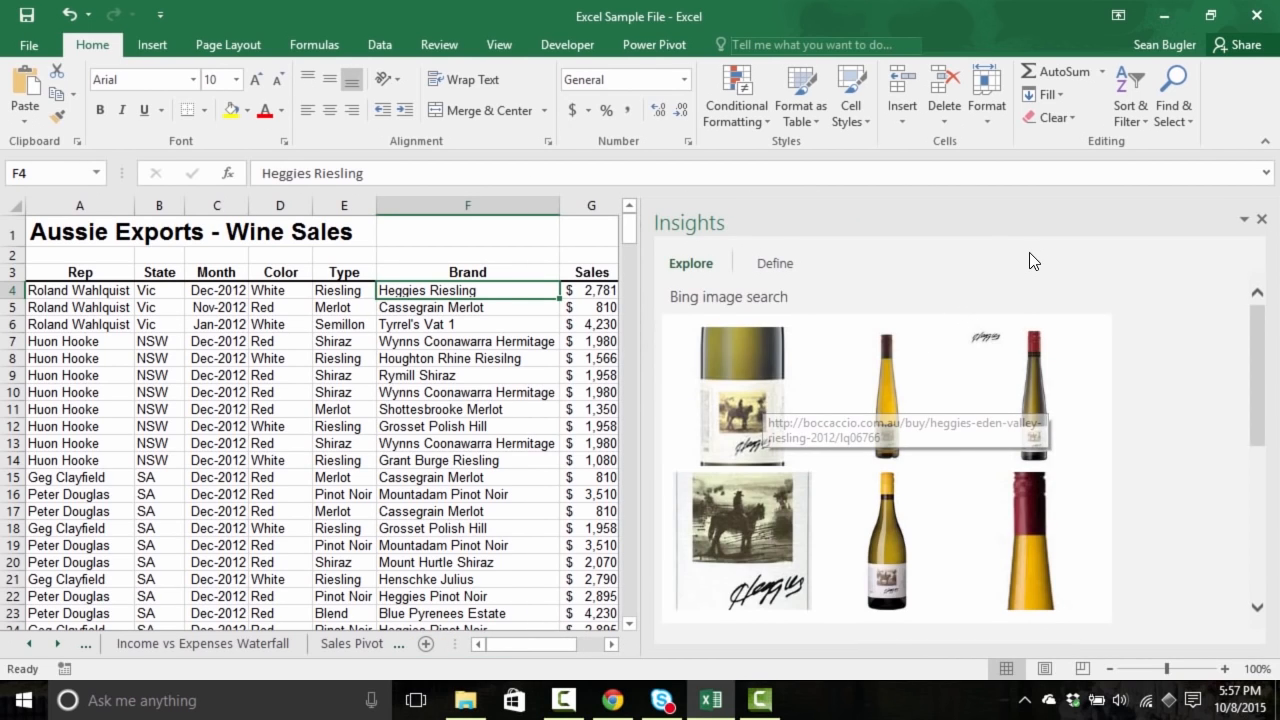 Excel Sample File - Excel
File Home Insert Page Layout Formulas Data Review View Developer Power Pivot Tell me what you want to do... Sean Bugler Share
Paste
Arial 10
B I U
Wrap Text
Merge & Center
General
$ % ,
Conditional Formatting
Format as Table
Cell Styles
Insert Delete Format
AutoSum
Fill
Clear
Sort & Filter
Find & Select
Clipboard Font Alignment Number Styles Cells Editing
F4 fx Heggies Riesling
A B C D E F G
1 Aussie Exports - Wine Sales
2
3 Rep State Month Color Type Brand Sales
4 Roland Wahlquist Vic Dec-2012 White Riesling Heggies Riesling $ 2,781
5 Roland Wahlquist Vic Nov-2012 Red Merlot Cassegrain Merlot $ 810
6 Roland Wahlquist Vic Jan-2012 White Semillon Tyrrel's Vat 1 $ 4,230
7 Huon Hooke NSW Dec-2012 Red Shiraz Wynns Coonawarra Hermitage $ 1,980
8 Huon Hooke NSW Dec-2012 White Riesling Houghton Rhine Riesilng $ 1,566
9 Huon Hooke NSW Dec-2012 Red Shiraz Rymill Shiraz $ 1,958
10 Huon Hooke NSW Dec-2012 Red Shiraz Wynns Coonawarra Hermitage $ 1,980
11 Huon Hooke NSW Dec-2012 Red Merlot Shottesbrooke Merlot $ 1,350
12 Huon Hooke NSW Dec-2012 White Riesling Grosset Polish Hill $ 1,958
13 Huon Hooke NSW Dec-2012 Red Shiraz Wynns Coonawarra Hermitage $ 1,980
14 Huon Hooke NSW Dec-2012 White Riesling Grant Burge Riesling $ 1,080
15 Geg Clayfield SA Dec-2012 Red Merlot Cassegrain Merlot $ 810
16 Peter Douglas SA Dec-2012 Red Pinot Noir Mountadam Pinot Noir $ 3,510
17 Peter Douglas SA Dec-2012 Red Merlot Cassegrain Merlot $ 810
18 Geg Clayfield SA Dec-2012 White Riesling Grosset Polish Hill $ 1,958
19 Peter Douglas SA Dec-2012 Red Pinot Noir Mountadam Pinot Noir $ 3,510
20 Peter Douglas SA Dec-2012 Red Shiraz Mount Hurtle Shiraz $ 2,070
21 Geg Clayfield SA Dec-2012 White Riesling Henschke Julius $ 2,790
22 Peter Douglas SA Dec-2012 Red Pinot Noir Heggies Pinot Noir $ 2,895
23 Peter Douglas SA Dec-2012 Red Blend Blue Pyrenees Estate $ 4,230
24 Geg Clayfield SA Dec-2012 Red Pinot Noir Heggies Pinot Noir $ 2,895
Insights
Explore Define
Bing image search
Heggies
http://boccaccio.com.au/buy/heggies-eden-valley-
riesling-2012/
Heggies
... Income vs Expenses Waterfall Sales Pivot ...
Ready 100%
Ask me anything
5:57 PM
10/8/2015